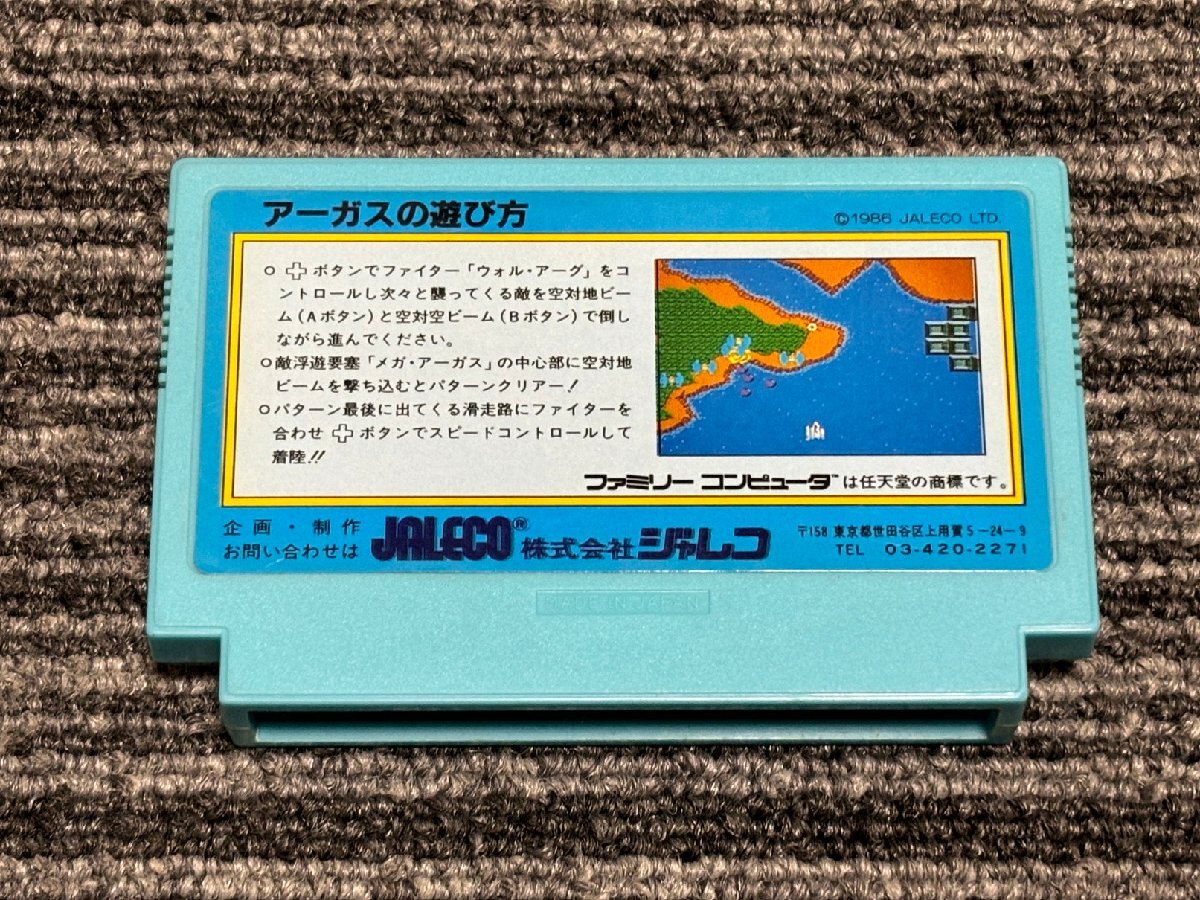 アーガスの遊び方
©1986 JALECO LTD.
○ ✚ボタンでファイター「ウォル・アーグ」をコ
ントロールし次々と襲ってくる敵を空対地ビー
ム(Aボタン)と空対空ビーム(Bボタン)で倒し
ながら進んでください。
○敵浮遊要塞「メガ・アーガス」の中心部に空対地
ビームを撃ち込むとパターンクリアー!
○パターン最後に出てくる滑走路にファイターを
合わせ ✚ボタンでスピードコントロールして
着陸!!
ファミリー コンピュータ™は任天堂の商標です。
企画・制作
お問い合わせは
JALECO® 株式会社ジャレコ
〒158 東京都世田谷区上用賀5-24-9
TEL 03-420-2271
MADE IN JAPAN